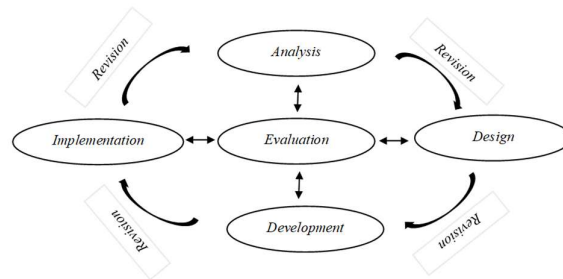 Revision
Analysis
Revision
Implementation
Evaluation
Design
Revision
Development
Revision